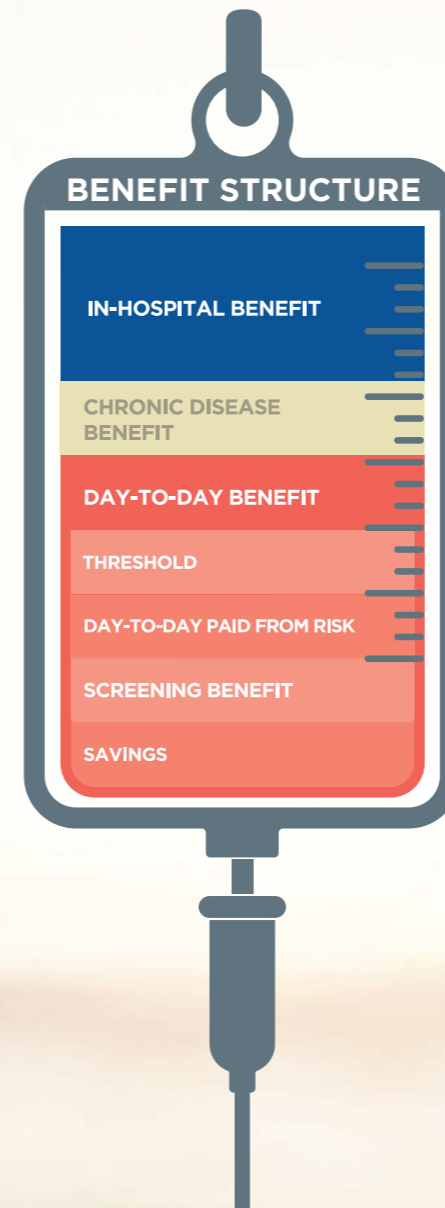 BENEFIT STRUCTURE
IN-HOSPITAL BENEFIT
CHRONIC DISEASE
BENEFIT
DAY-TO-DAY BENEFIT
THRESHOLD
DAY-TO-DAY PAID FROM RISK
SCREENING BENEFIT
SAVINGS